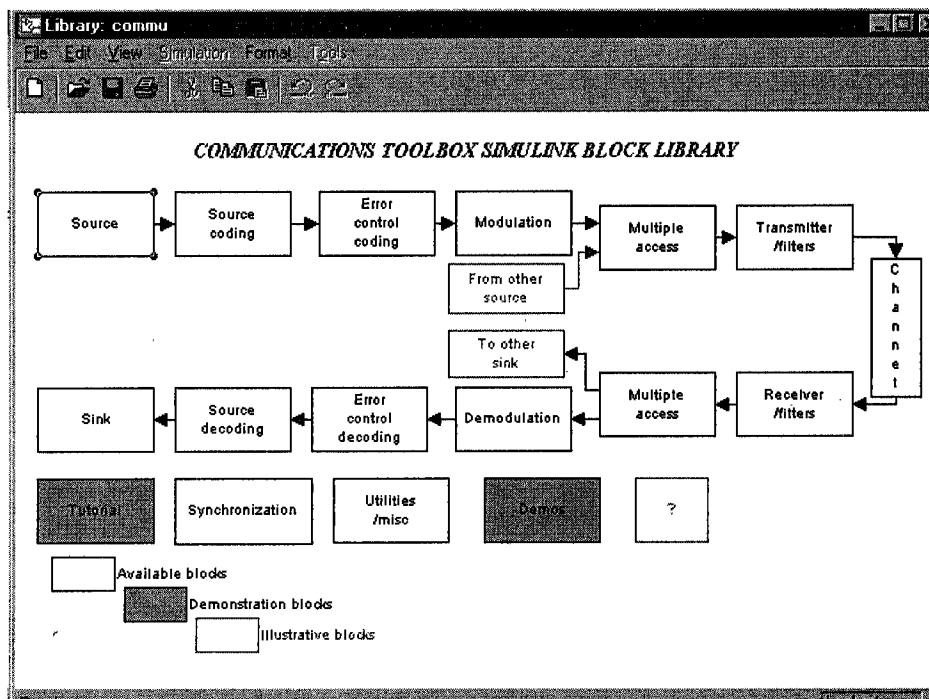 Library: commu
File Edit View Simulation Format Tools
COMMUNICATIONS TOOLBOX SIMULINK BLOCK LIBRARY
Source
Source
coding
Error
control
coding
Modulation
Multiple
access
Transmitter
/filters
From other
source
Channel
To other
sink
Sink
Source
decoding
Error
control
decoding
Demodulation
Multiple
access
Receiver
/filters
Tutorial
Synchronization
Utilities
/misc
Demos
?
Available blocks
Demonstration blocks
Illustrative blocks